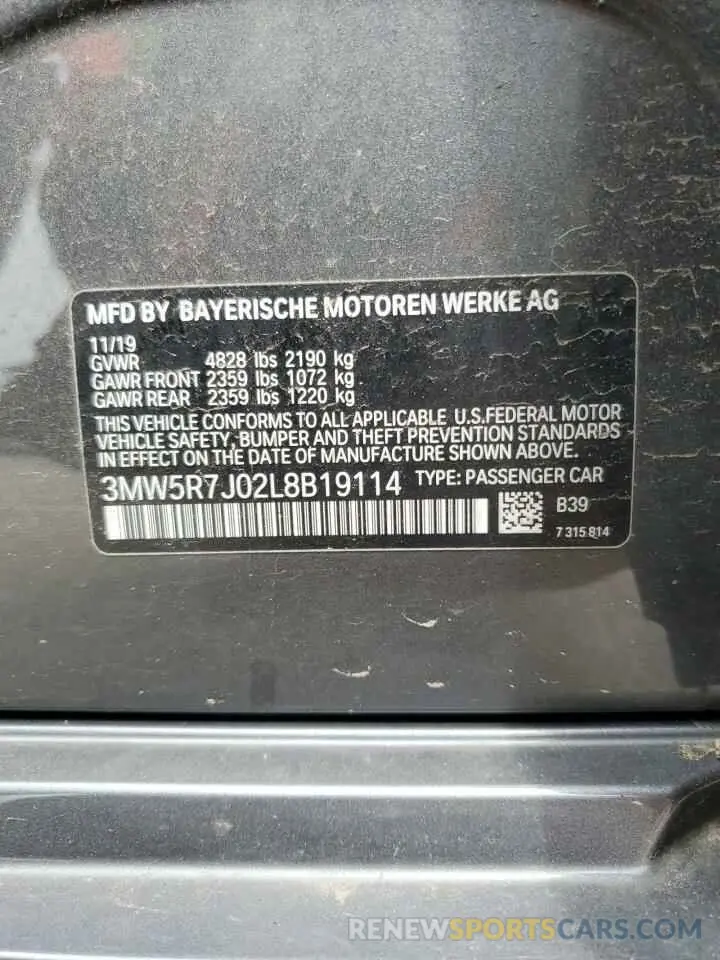 MFD BY BAYERISCHE MOTOREN WERKE AG
11/19
GVWR 4828 lbs 2190 kg
GAWR FRONT 2359 lbs 1072 kg
GAWR REAR 2359 lbs 1220 kg
THIS VEHICLE CONFORMS TO ALL APPLICABLE U.S.FEDERAL MOTOR
VEHICLE SAFETY, BUMPER AND THEFT PREVENTION STANDARDS
IN EFFECT ON THE DATE OF MANUFACTURE SHOWN ABOVE.
3MW5R7J02L8B19114 TYPE: PASSENGER CAR
B39
7 315 814
RENEWSPORTSCARS.COM